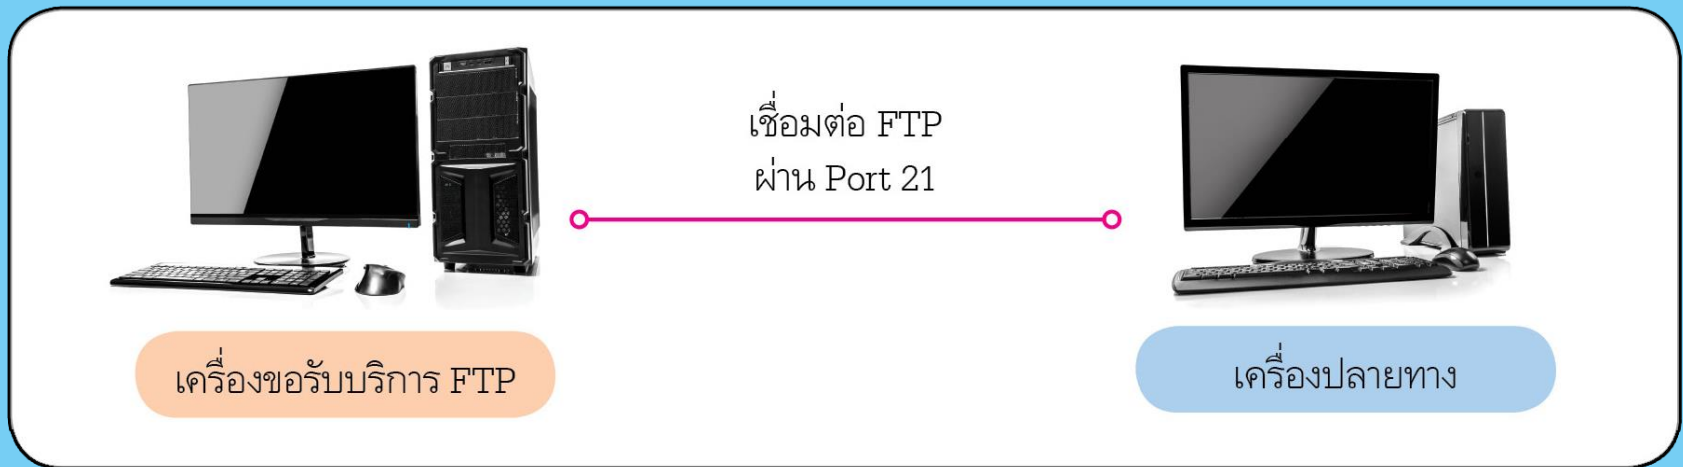 เชื่อมต่อ FTP
ผ่าน Port 21
เครื่องขอรับบริการ FTP
เครื่องปลายทาง